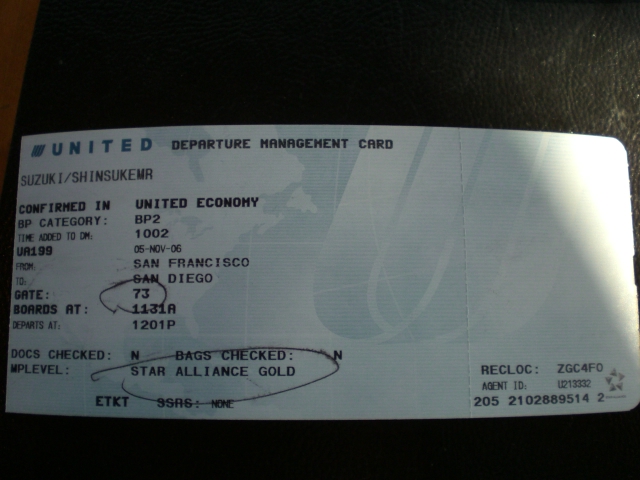 UNITED DEPARTURE MANAGEMENT CARD
SUZUKI/SHINSUKEMR
CONFIRMED IN UNITED ECONOMY
BP CATEGORY: BP2
TIME ADDED TO DM: 1002
UA199 05-NOV-06
FROM: SAN FRANCISCO
TO: SAN DIEGO
GATE: 73
BOARDS AT: 1131A
DEPARTS AT: 1201P
DOCS CHECKED: N BAGS CHECKED: N
MPLEVEL: STAR ALLIANCE GOLD
ETKT SSRS: NONE
RECLOC: ZGC4FO
AGENT ID: U213332
205 2102889514 2